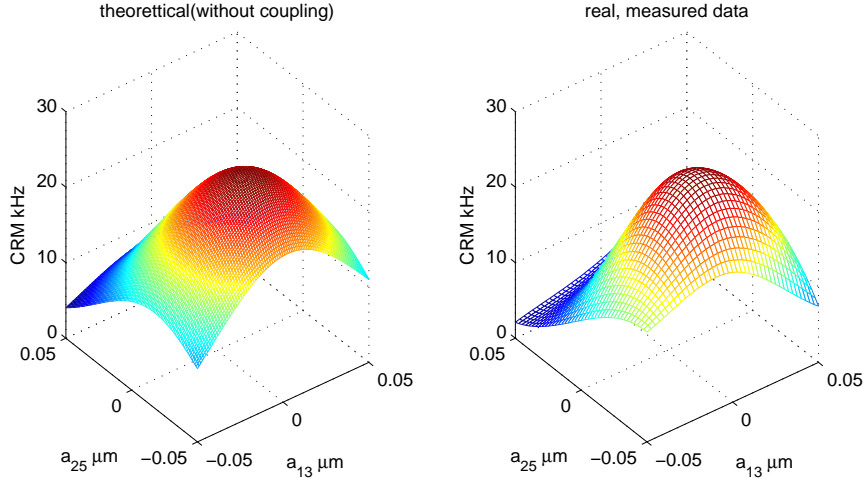 theorettical(without coupling)
30
20
10
0
CRM kHz
0.05
0
−0.05
a25 µm
−0.05
0
0.05
a13 µm
real, measured data
30
20
10
0
CRM kHz
0.05
0
−0.05
a25 µm
−0.05
0
0.05
a13 µm